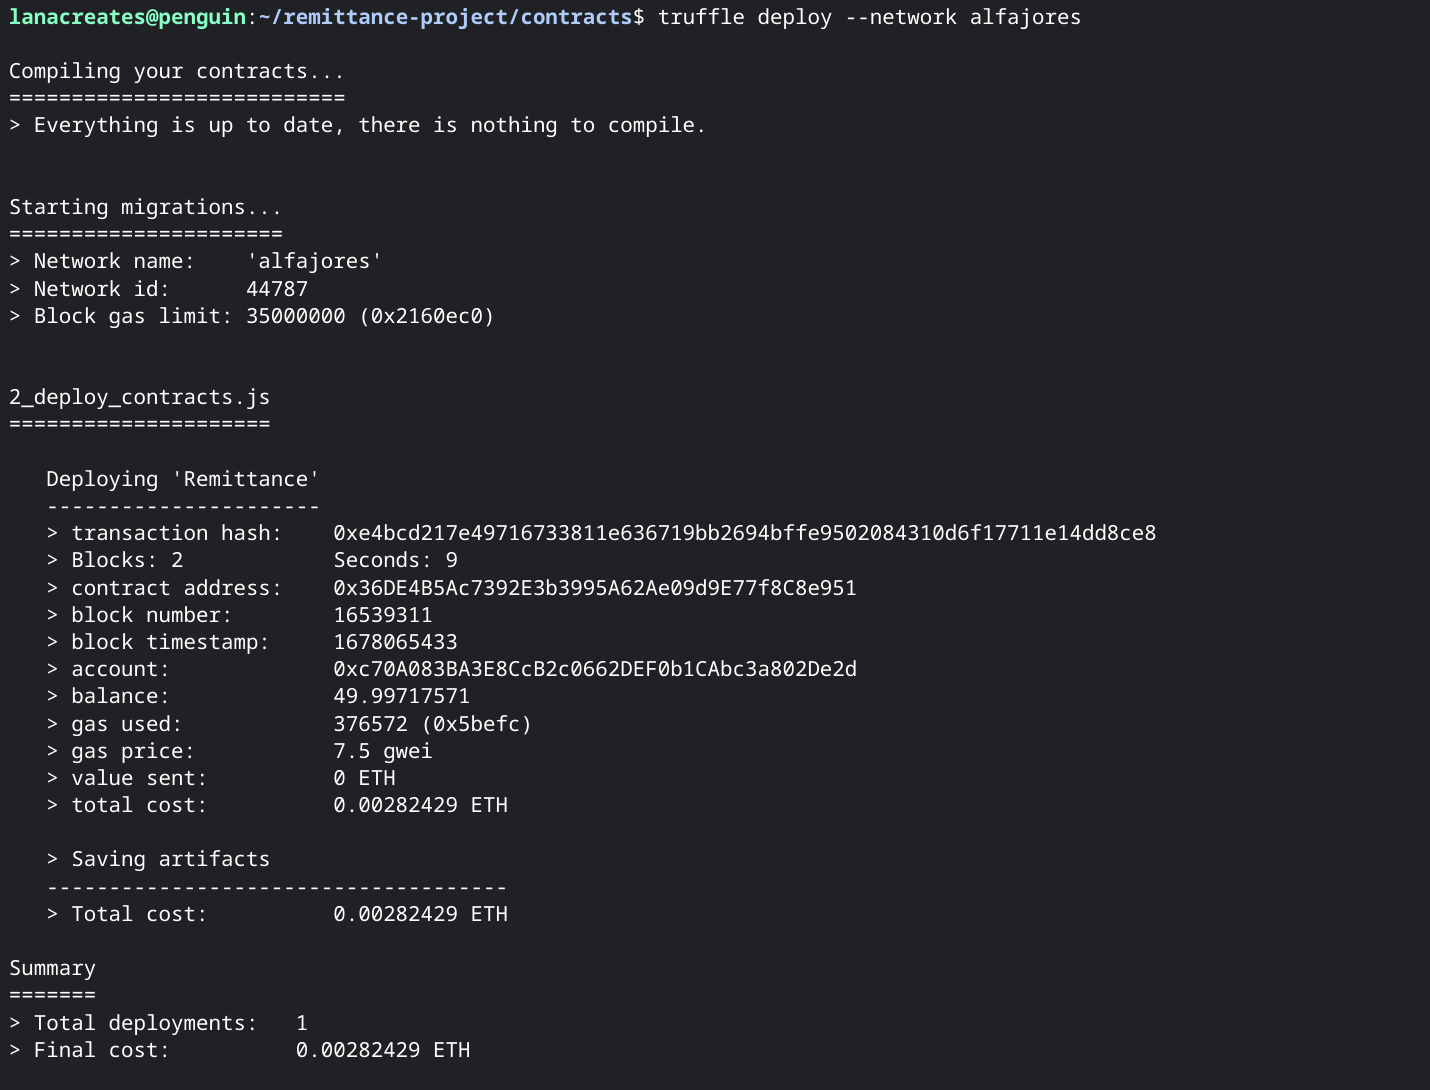 lanacreates@penguin:~/remittance-project/contracts$ truffle deploy --network alfajores
Compiling your contracts...
===========================
> Everything is up to date, there is nothing to compile.
Starting migrations...
======================
> Network name:    'alfajores'
> Network id:      44787
> Block gas limit: 35000000 (0x2160ec0)
2_deploy_contracts.js
=====================
Deploying 'Remittance'
----------------------
> transaction hash:    0xe4bcd217e49716733811e636719bb2694bffe9502084310d6f17711e14dd8ce8
> Blocks: 2            Seconds: 9
> contract address:    0x36DE4B5Ac7392E3b3995A62Ae09d9E77f8C8e951
> block number:        16539311
> block timestamp:     1678065433
> account:             0xc70A083BA3E8CcB2c0662DEF0b1CAbc3a802De2d
> balance:             49.99717571
> gas used:            376572 (0x5befc)
> gas price:           7.5 gwei
> value sent:          0 ETH
> total cost:          0.00282429 ETH
> Saving artifacts
-------------------------------------
> Total cost:          0.00282429 ETH
Summary
=======
> Total deployments:   1
> Final cost:          0.00282429 ETH